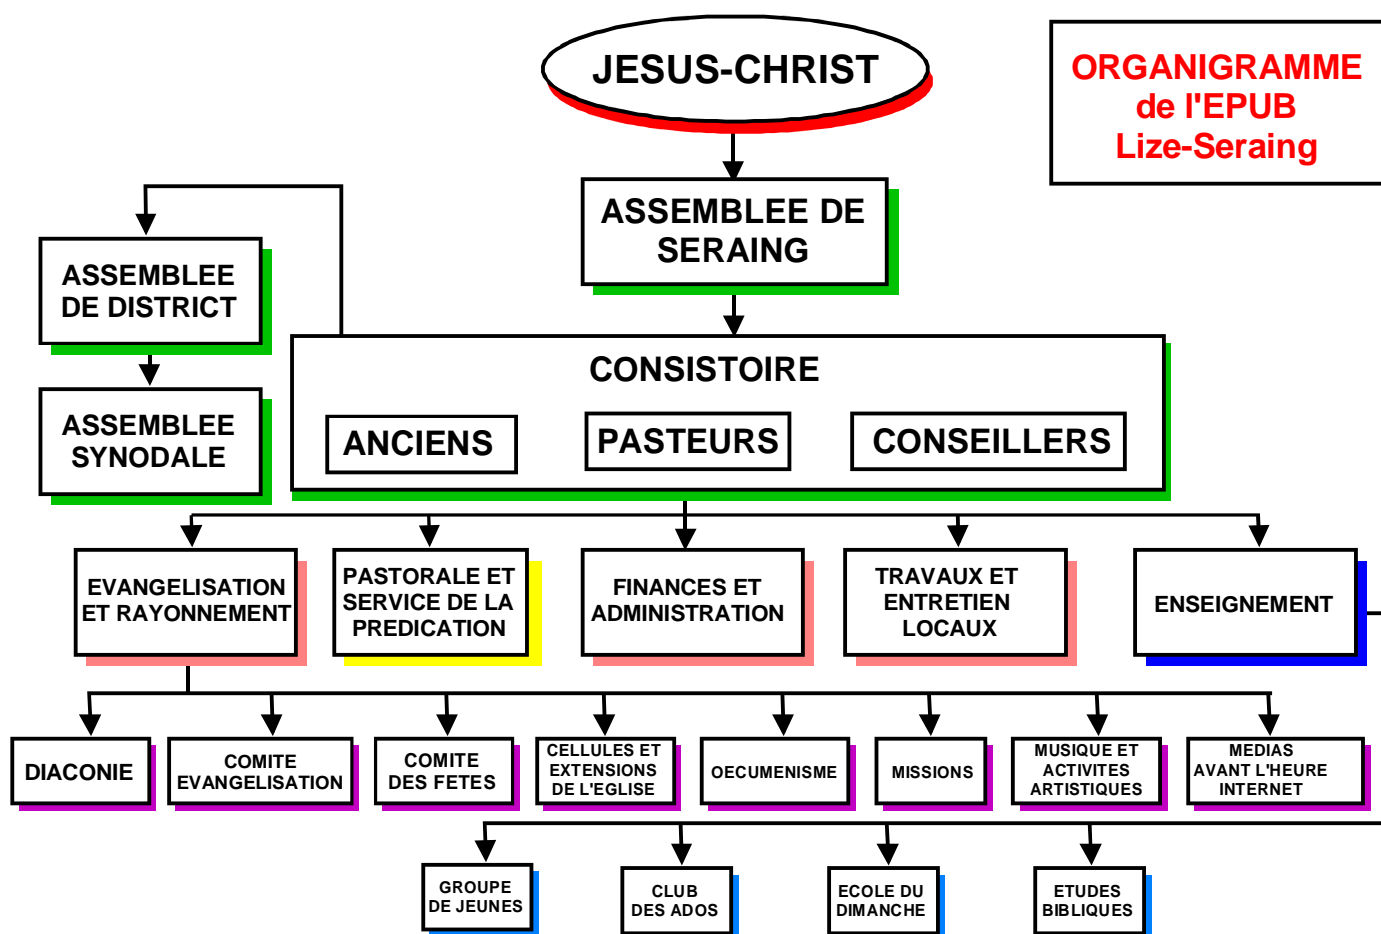 JESUS-CHRIST
ORGANIGRAMME
de l'EPUB
Lize-Seraing
ASSEMBLEE DE
SERAING
ASSEMBLEE
DE DISTRICT
ASSEMBLEE
SYNODALE
CONSISTOIRE
ANCIENS
PASTEURS
CONSEILLERS
EVANGELISATION
ET RAYONNEMENT
PASTORALE ET
SERVICE DE LA
PREDICATION
FINANCES ET
ADMINISTRATION
TRAVAUX ET
ENTRETIEN
LOCAUX
ENSEIGNEMENT
DIACONIE
COMITE
EVANGELISATION
COMITE
DES FETES
CELLULES ET
EXTENSIONS
DE L'EGLISE
OECUMENISME
MISSIONS
MUSIQUE ET
ACTIVITES
ARTISTIQUES
MEDIAS
AVANT L'HEURE
INTERNET
GROUPE
DE JEUNES
CLUB
DES ADOS
ECOLE DU
DIMANCHE
ETUDES
BIBLIQUES